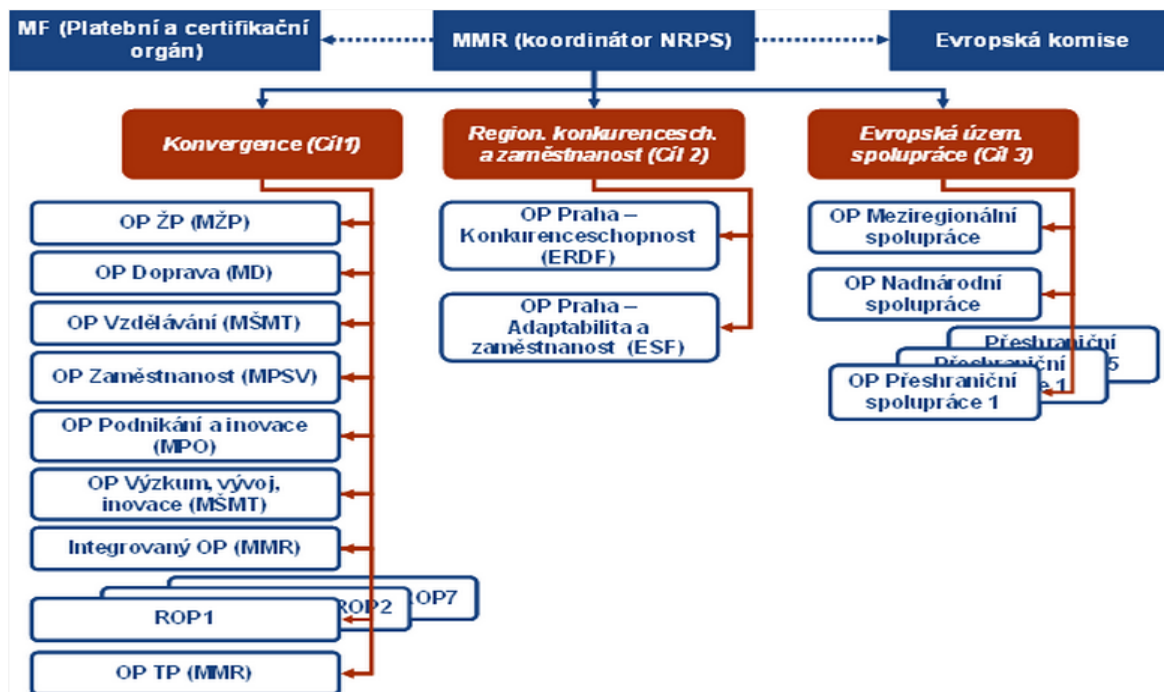 MF (Platební a certifikační
orgán)
MMR (koordinátor NRPS)
Evropská komise
Konvergence (Cíl1)
Region. konkurencesch.
a zaměstnanost (Cíl 2)
Evropská územ.
spolupráce (Cíl 3)
OP ŽP (MŽP)
OP Doprava (MD)
OP Vzdělávání (MŠMT)
OP Zaměstnanost (MPSV)
OP Podnikání a inovace
(MPO)
OP Výzkum, vývoj,
inovace (MŠMT)
Integrovaný OP (MMR)
ROP7
ROP2
ROP1
OP TP (MMR)
OP Praha –
Konkurenceschopnost
(ERDF)
OP Praha –
Adaptabilita a
zaměstnanost (ESF)
OP Meziregionální
spolupráce
OP Nadnárodní
spolupráce
Přeshraniční
5
Přeshraniční
e 1
OP Přeshraniční
spolupráce 1